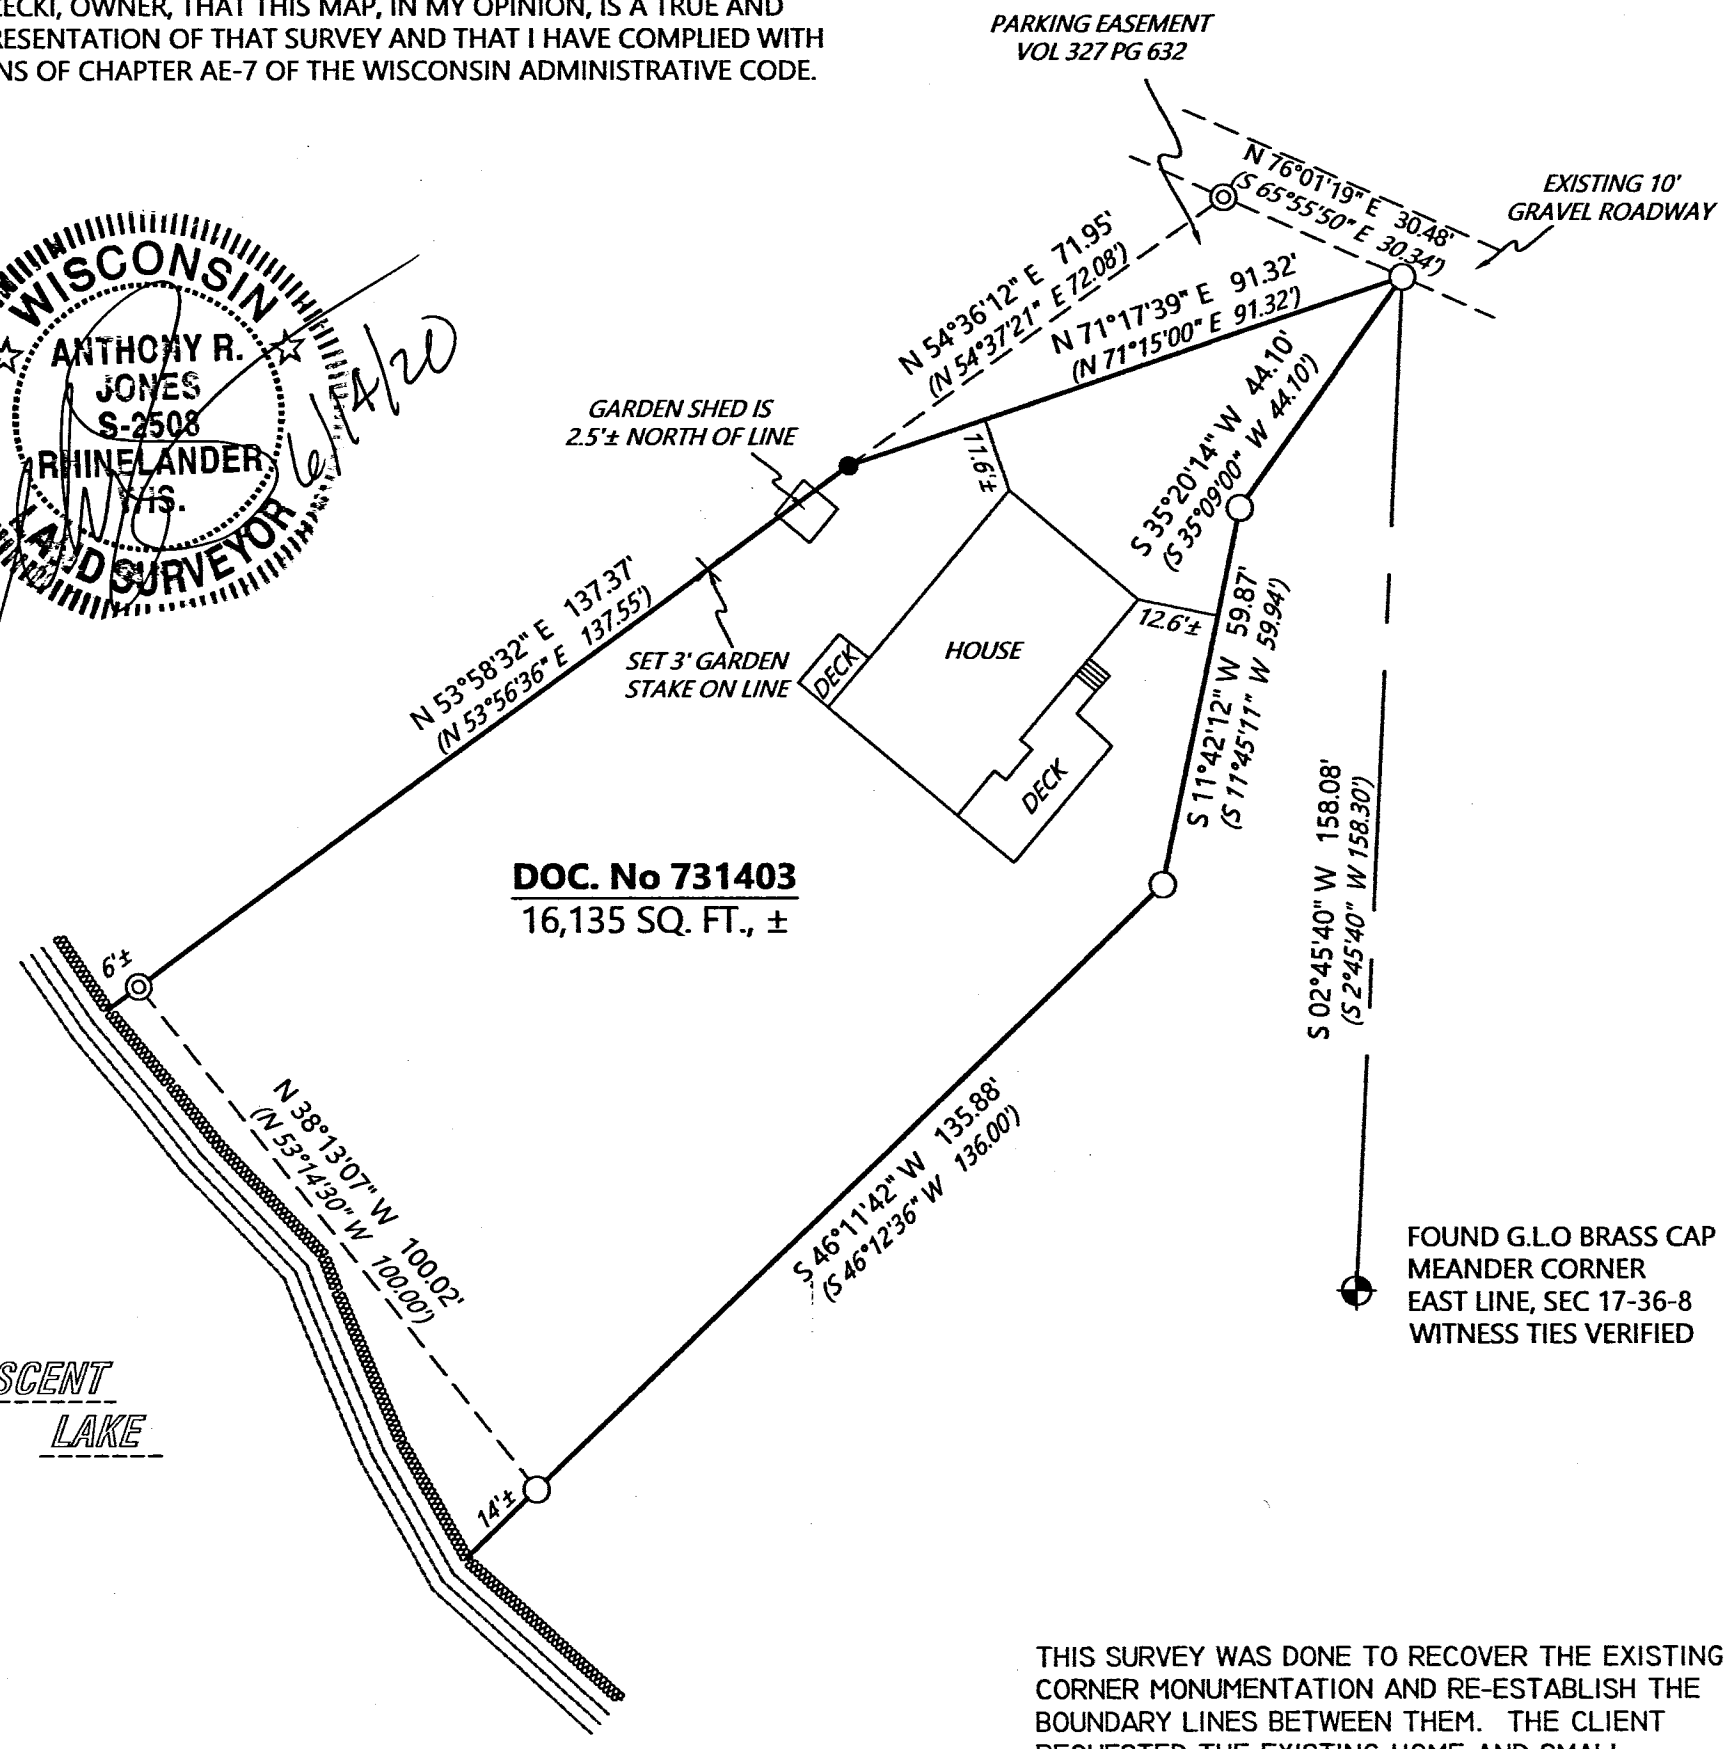 ECKI, OWNER, THAT THIS MAP, IN MY OPINION, IS A TRUE AND
RESENTATION OF THAT SURVEY AND THAT I HAVE COMPLIED WITH
NS OF CHAPTER AE-7 OF THE WISCONSIN ADMINISTRATIVE CODE.
PARKING EASEMENT
VOL 327 PG 632
N 76°01'19" E 30.48'
(S 65°55'50" E 30.34')
EXISTING 10'
GRAVEL ROADWAY
WISCONSIN
ANTHONY R.
JONES
S-2508
RHINELANDER
WIS.
LAND SURVEYOR
6/14/20
N 54°36'12" E 71.95'
(N 54°37'21" E 72.08')
N 71°17'39" E 91.32'
(N 71°15'00" E 91.32')
GARDEN SHED IS
2.5'± NORTH OF LINE
11.6'±
S 35°20'14" W 44.10'
(S 35°09'00" W 44.10')
N 53°58'32" E 137.37'
(N 53°56'36" E 137.55')
SET 3' GARDEN
STAKE ON LINE
DECK
HOUSE
12.6'±
DECK
S 11°42'12" W 59.87'
(S 11°45'11" W 59.94')
S 02°45'40" W 158.08'
(S 2°45'40" W 158.30')
DOC. No 731403
16,135 SQ. FT., ±
6'±
N 38°13'07" W 100.02'
(N 53°14'30" W 100.00')
S 46°11'42" W 135.88'
(S 46°12'36" W 136.00')
FOUND G.L.O BRASS CAP
MEANDER CORNER
EAST LINE, SEC 17-36-8
WITNESS TIES VERIFIED
SCENT
LAKE
14'±
THIS SURVEY WAS DONE TO RECOVER THE EXISTING
CORNER MONUMENTATION AND RE-ESTABLISH THE
BOUNDARY LINES BETWEEN THEM. THE CLIENT
REQUESTED THE EXISTING HOME AND SMALL